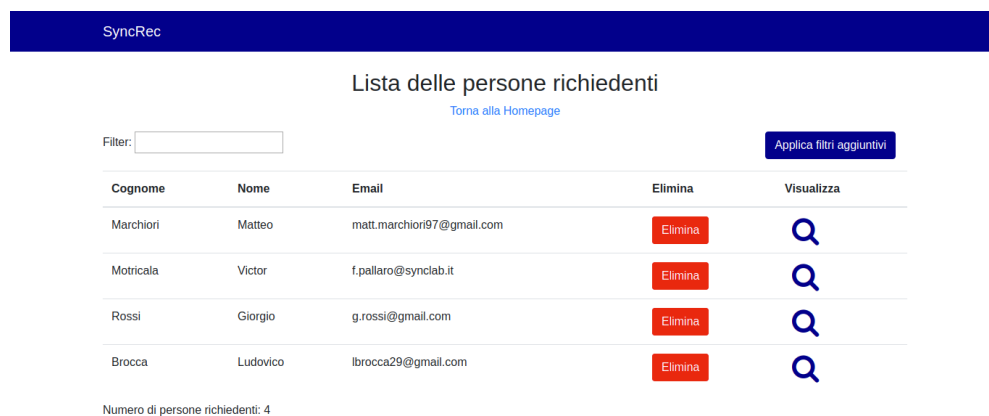 SyncRec
Lista delle persone richiedenti
Torna alla Homepage
Filter: Applica filtri aggiuntivi
Cognome Nome Email Elimina Visualizza
Marchiori Matteo matt.marchiori97@gmail.com Elimina
Motricala Victor f.pallaro@synclab.it Elimina
Rossi Giorgio g.rossi@gmail.com Elimina
Brocca Ludovico lbrocca29@gmail.com Elimina
Numero di persone richiedenti: 4